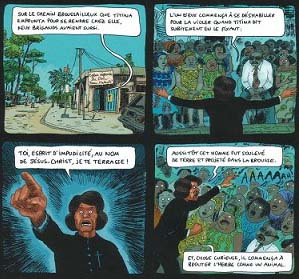 SUR LE CHEMIN BROUSSAILLEUX QUE TITINA
EMPRUNTA POUR SE RENDRE CHEZ ELLE,
DEUX BRIGANDS AVAIENT SURGI.
L'UN D'EUX COMMENÇA À SE DÉSHABILLER
POUR LA VIOLER QUAND TITINA DIT
SUBITEMENT EN LE FIXANT:
TOI, ESPRIT D'IMPUDICITÉ, AU NOM
DE JÉSUS-CHRIST, JE TE TERRASSE!
AUSSITÔT CET HOMME FUT SOULEVÉ
DE TERRE ET PROJETÉ DANS LA BROUSSE.
AAAAAAA
ET, CHOSE CURIEUSE, IL COMMENÇA À
BROUTER L'HERBE COMME UN ANIMAL.